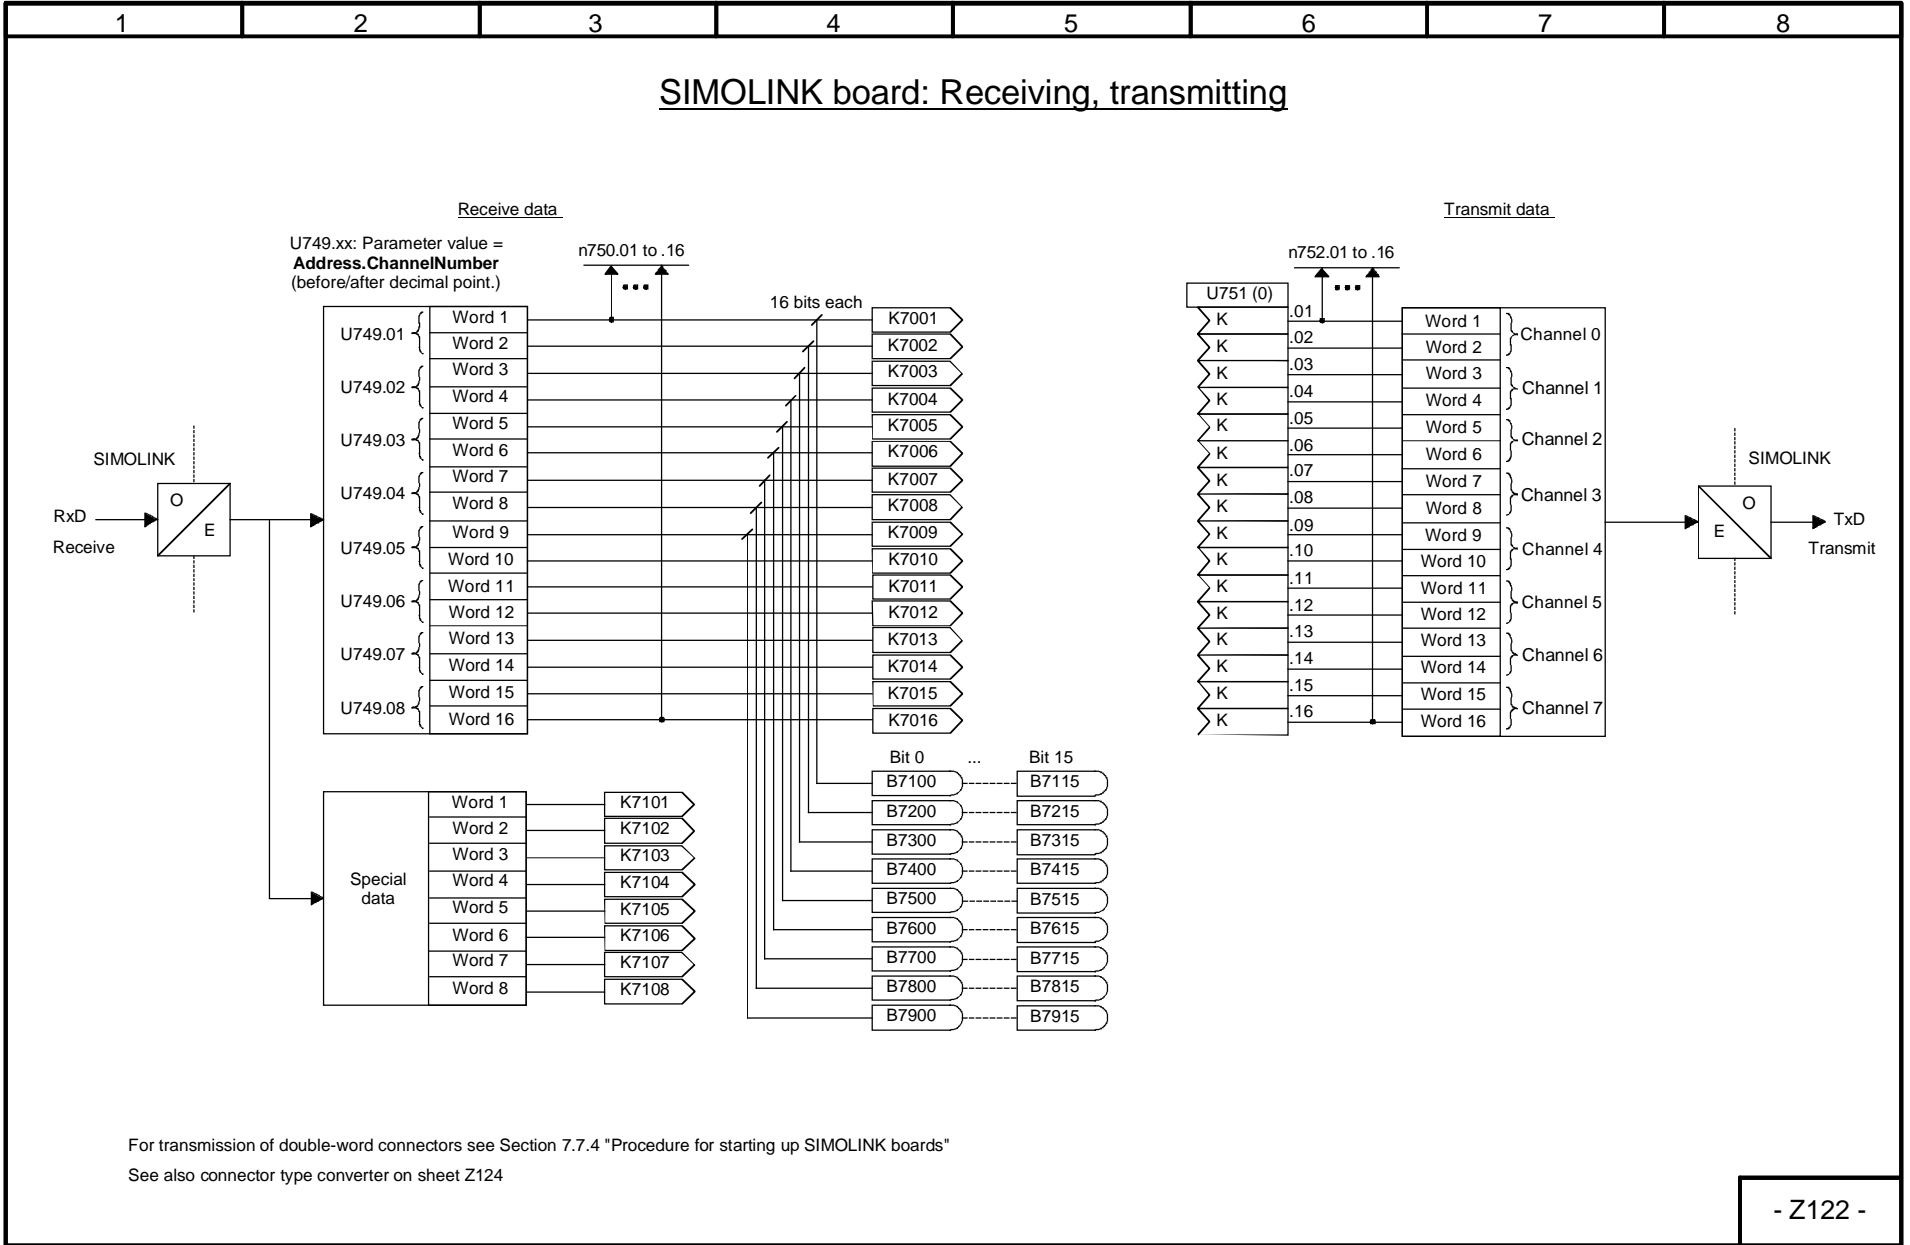 1 2 3 4 5 6 7 8
SIMOLINK board: Receiving, transmitting
Receive data
U749.xx: Parameter value =
Address.ChannelNumber
(before/after decimal point.)
n750.01 to .16
16 bits each
U749.01
U749.02
U749.03
U749.04
U749.05
U749.06
U749.07
U749.08
Word 1 K7001
Word 2 K7002
Word 3 K7003
Word 4 K7004
Word 5 K7005
Word 6 K7006
Word 7 K7007
Word 8 K7008
Word 9 K7009
Word 10 K7010
Word 11 K7011
Word 12 K7012
Word 13 K7013
Word 14 K7014
Word 15 K7015
Word 16 K7016
SIMOLINK
O
E
RxD
Receive
Special
data
Word 1 K7101
Word 2 K7102
Word 3 K7103
Word 4 K7104
Word 5 K7105
Word 6 K7106
Word 7 K7107
Word 8 K7108
Bit 0 ... Bit 15
B7100 B7115
B7200 B7215
B7300 B7315
B7400 B7415
B7500 B7515
B7600 B7615
B7700 B7715
B7800 B7815
B7900 B7915
Transmit data
n752.01 to .16
U751 (0)
K .01 Word 1
K .02 Word 2
K .03 Word 3
K .04 Word 4
K .05 Word 5
K .06 Word 6
K .07 Word 7
K .08 Word 8
K .09 Word 9
K .10 Word 10
K .11 Word 11
K .12 Word 12
K .13 Word 13
K .14 Word 14
K .15 Word 15
K .16 Word 16
Channel 0
Channel 1
Channel 2
Channel 3
Channel 4
Channel 5
Channel 6
Channel 7
SIMOLINK
O
E
TxD
Transmit
For transmission of double-word connectors see Section 7.7.4 "Procedure for starting up SIMOLINK boards"
See also connector type converter on sheet Z124
- Z122 -